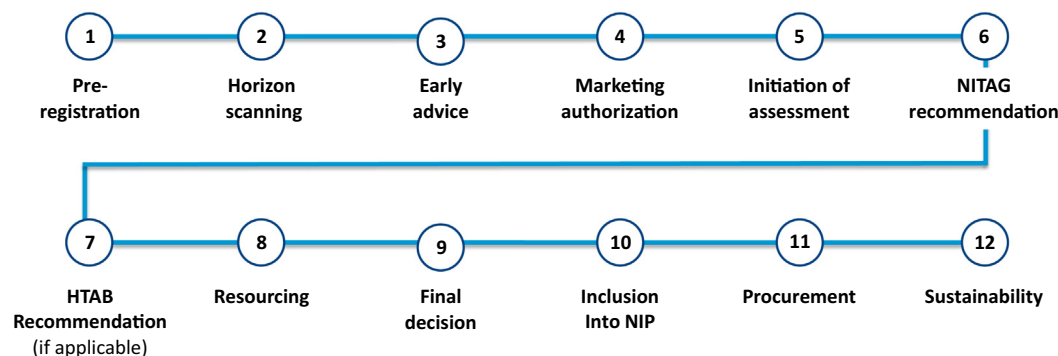 1
Pre-
registration
2
Horizon
scanning
3
Early
advice
4
Marketing
authorization
5
Initiation of
assessment
6
NITAG
recommendation
7
HTAB
Recommendation
(if applicable)
8
Resourcing
9
Final
decision
10
Inclusion
Into NIP
11
Procurement
12
Sustainability